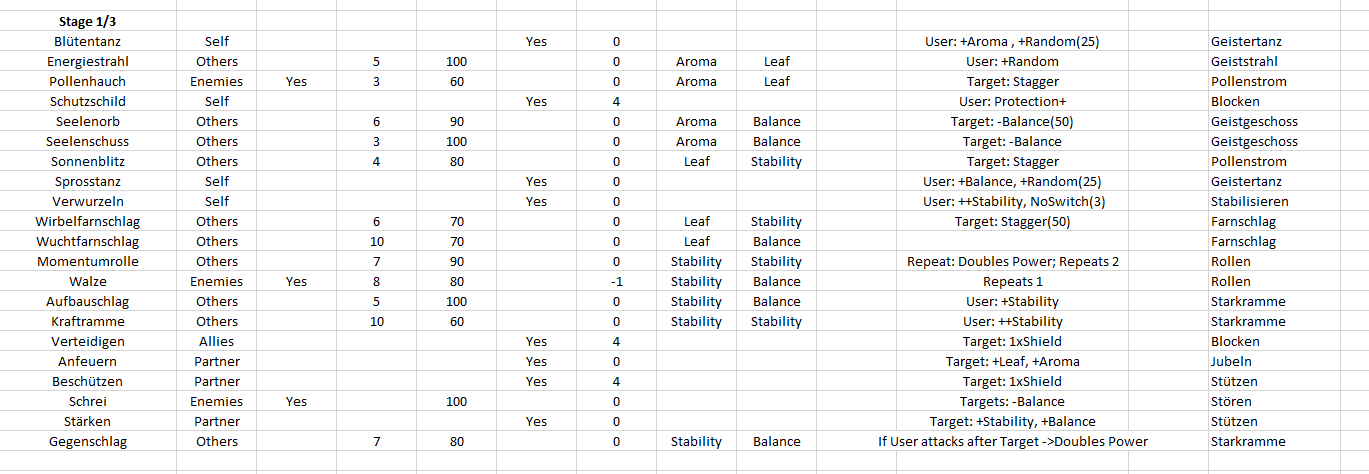 Stage 1/3
Blütentanz Self Yes 0 User: +Aroma , +Random(25) Geistertanz
Energiestrahl Others 5 100 0 Aroma Leaf User: +Random Geiststrahl
Pollenhauch Enemies Yes 3 60 0 Aroma Leaf Target: Stagger Pollenstrom
Schutzschild Self Yes 4 User: Protection+ Blocken
Seelenorb Others 6 90 0 Aroma Balance Target: -Balance(50) Geistgeschoss
Seelenschuss Others 3 100 0 Aroma Balance Target: -Balance Geistgeschoss
Sonnenblitz Others 4 80 0 Leaf Stability Target: Stagger Pollenstrom
Sprosstanz Self Yes 0 User: +Balance, +Random(25) Geistertanz
Verwurzeln Self Yes 0 User: ++Stability, NoSwitch(3) Stabilisieren
Wirbelfarnschlag Others 6 70 0 Leaf Stability Target: Stagger(50) Farnschlag
Wuchtfarnschlag Others 10 70 0 Leaf Balance Farnschlag
Momentumrolle Others 7 90 0 Stability Stability Repeat: Doubles Power; Repeats 2 Rollen
Walze Enemies Yes 8 80 -1 Stability Balance Repeats 1 Rollen
Aufbauschlag Others 5 100 0 Stability Balance User: +Stability Starkramme
Kraftramme Others 10 60 0 Stability Stability User: ++Stability Starkramme
Verteidigen Allies Yes 4 Target: 1xShield Blocken
Anfeuern Partner Yes 0 Target: +Leaf, +Aroma Jubeln
Beschützen Partner Yes 4 Target: 1xShield Stützen
Schrei Enemies Yes 100 0 Targets: -Balance Stören
Stärken Partner Yes 0 Target: +Stability, +Balance Stützen
Gegenschlag Others 7 80 0 Stability Balance If User attacks after Target ->Doubles Power Starkramme